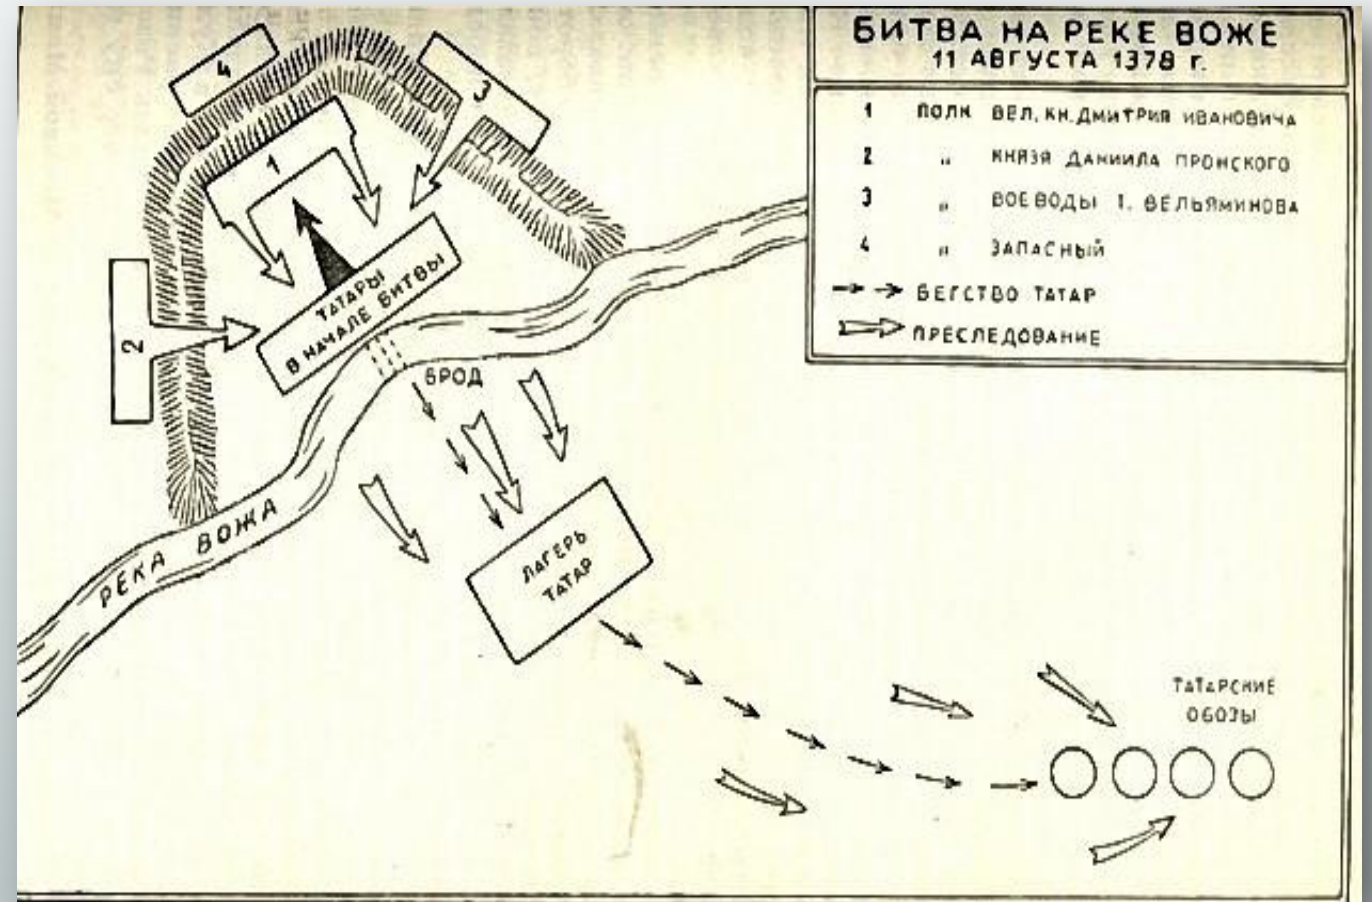 БИТВА НА РЕКЕ ВОЖЕ
11 АВГУСТА 1378 г.
1 ПОЛК ВЕЛ. КН. ДМИТРИЯ ИВАНОВИЧА
2 " КНЯЗЯ ДАНИИЛА ПРОНСКОГО
3 " ВОЕВОДЫ Т. ВЕЛЬЯМИНОВА
4 " ЗАПАСНЫЙ
БЕГСТВО ТАТАР
ПРЕСЛЕДОВАНИЕ
4
3
1
2
ТАТАРЫ
В НАЧАЛЕ БИТВЫ
БРОД
РЕКА ВОЖА
ЛАГЕРЬ
ТАТАР
ТАТАРСКИЕ
ОБОЗЫ